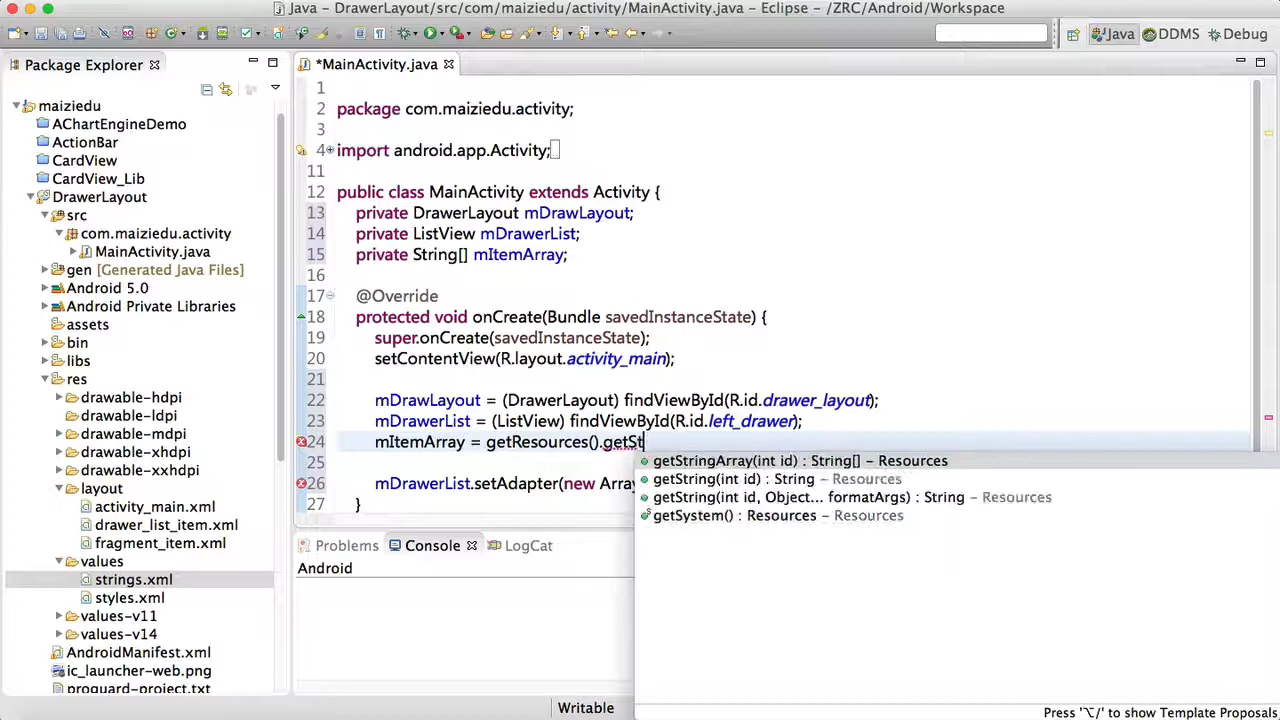 Java - DrawerLayout/src/com/maiziedu/activity/MainActivity.java - Eclipse - /ZRC/Android/Workspace
Java
DDMS
Debug
Package Explorer
maiziedu
AChartEngineDemo
ActionBar
CardView
CardView_Lib
DrawerLayout
src
com.maiziedu.activity
MainActivity.java
gen [Generated Java Files]
Android 5.0
Android Private Libraries
assets
bin
libs
res
drawable-hdpi
drawable-ldpi
drawable-mdpi
drawable-xhdpi
drawable-xxhdpi
layout
activity_main.xml
drawer_list_item.xml
fragment_item.xml
values
strings.xml
styles.xml
values-v11
values-v14
AndroidManifest.xml
ic_launcher-web.png
proguard-project.txt
*MainActivity.java
1
2 package com.maiziedu.activity;
3
4 import android.app.Activity;
11
12 public class MainActivity extends Activity {
13 private DrawerLayout mDrawLayout;
14 private ListView mDrawerList;
15 private String[] mItemArray;
16
17 @Override
18 protected void onCreate(Bundle savedInstanceState) {
19 super.onCreate(savedInstanceState);
20 setContentView(R.layout.activity_main);
21
22 mDrawLayout = (DrawerLayout) findViewById(R.id.drawer_layout);
23 mDrawerList = (ListView) findViewById(R.id.left_drawer);
24 mItemArray = getResources().getSt
25
26 mDrawerList.setAdapter(new Array
27 }
getStringArray(int id) : String[] – Resources
getString(int id) : String – Resources
getString(int id, Object... formatArgs) : String – Resources
getSystem() : Resources – Resources
Press '⌥/' to show Template Proposals
Problems
Console
LogCat
Android
Writable